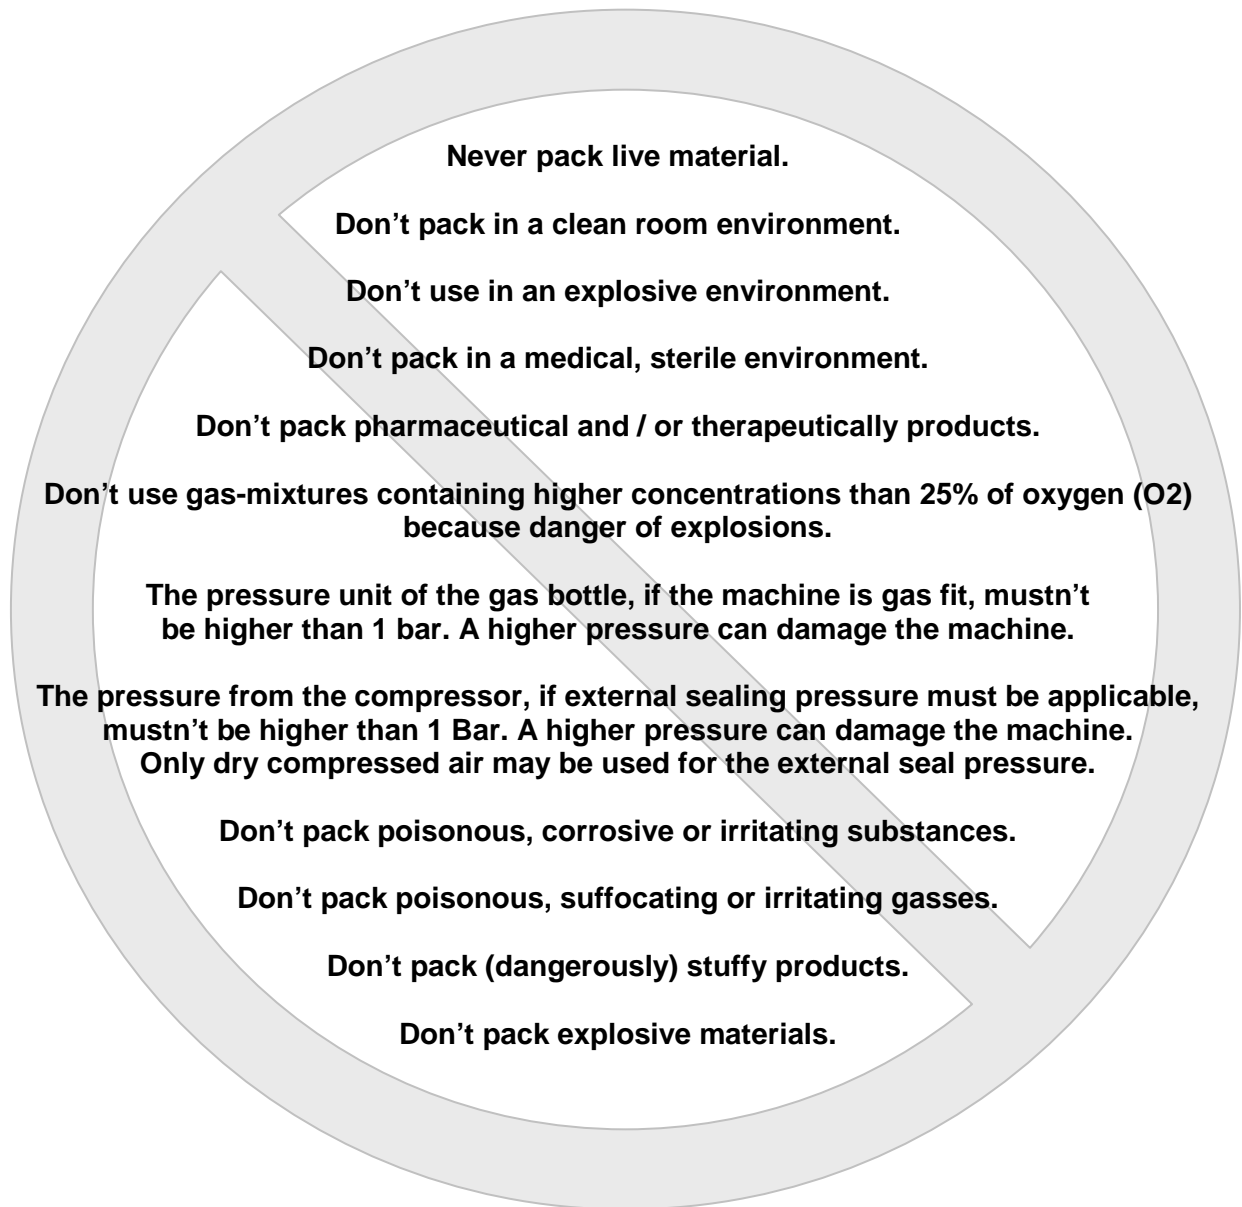 Never pack live material.
Don’t pack in a clean room environment.
Don’t use in an explosive environment.
Don’t pack in a medical, sterile environment.
Don’t pack pharmaceutical and / or therapeutically products.
Don’t use gas-mixtures containing higher concentrations than 25% of oxygen (O2)
because danger of explosions.
The pressure unit of the gas bottle, if the machine is gas fit, mustn’t
be higher than 1 bar. A higher pressure can damage the machine.
The pressure from the compressor, if external sealing pressure must be applicable,
mustn’t be higher than 1 Bar. A higher pressure can damage the machine.
Only dry compressed air may be used for the external seal pressure.
Don’t pack poisonous, corrosive or irritating substances.
Don’t pack poisonous, suffocating or irritating gasses.
Don’t pack (dangerously) stuffy products.
Don’t pack explosive materials.